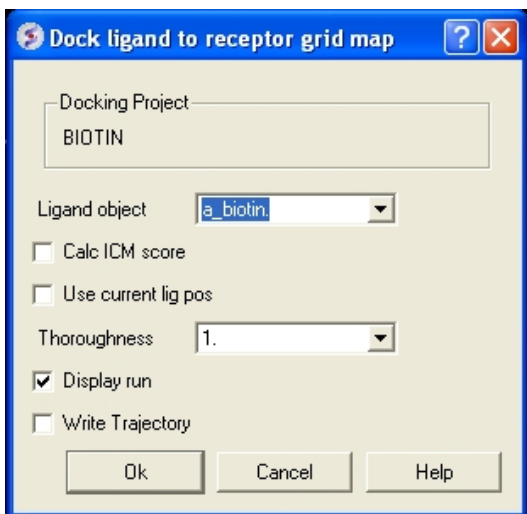 Dock ligand to receptor grid map
Docking Project
BIOTIN
Ligand object a_biotin.
Calc ICM score
Use current lig pos
Thoroughness 1.
Display run
Write Trajectory
Ok Cancel Help